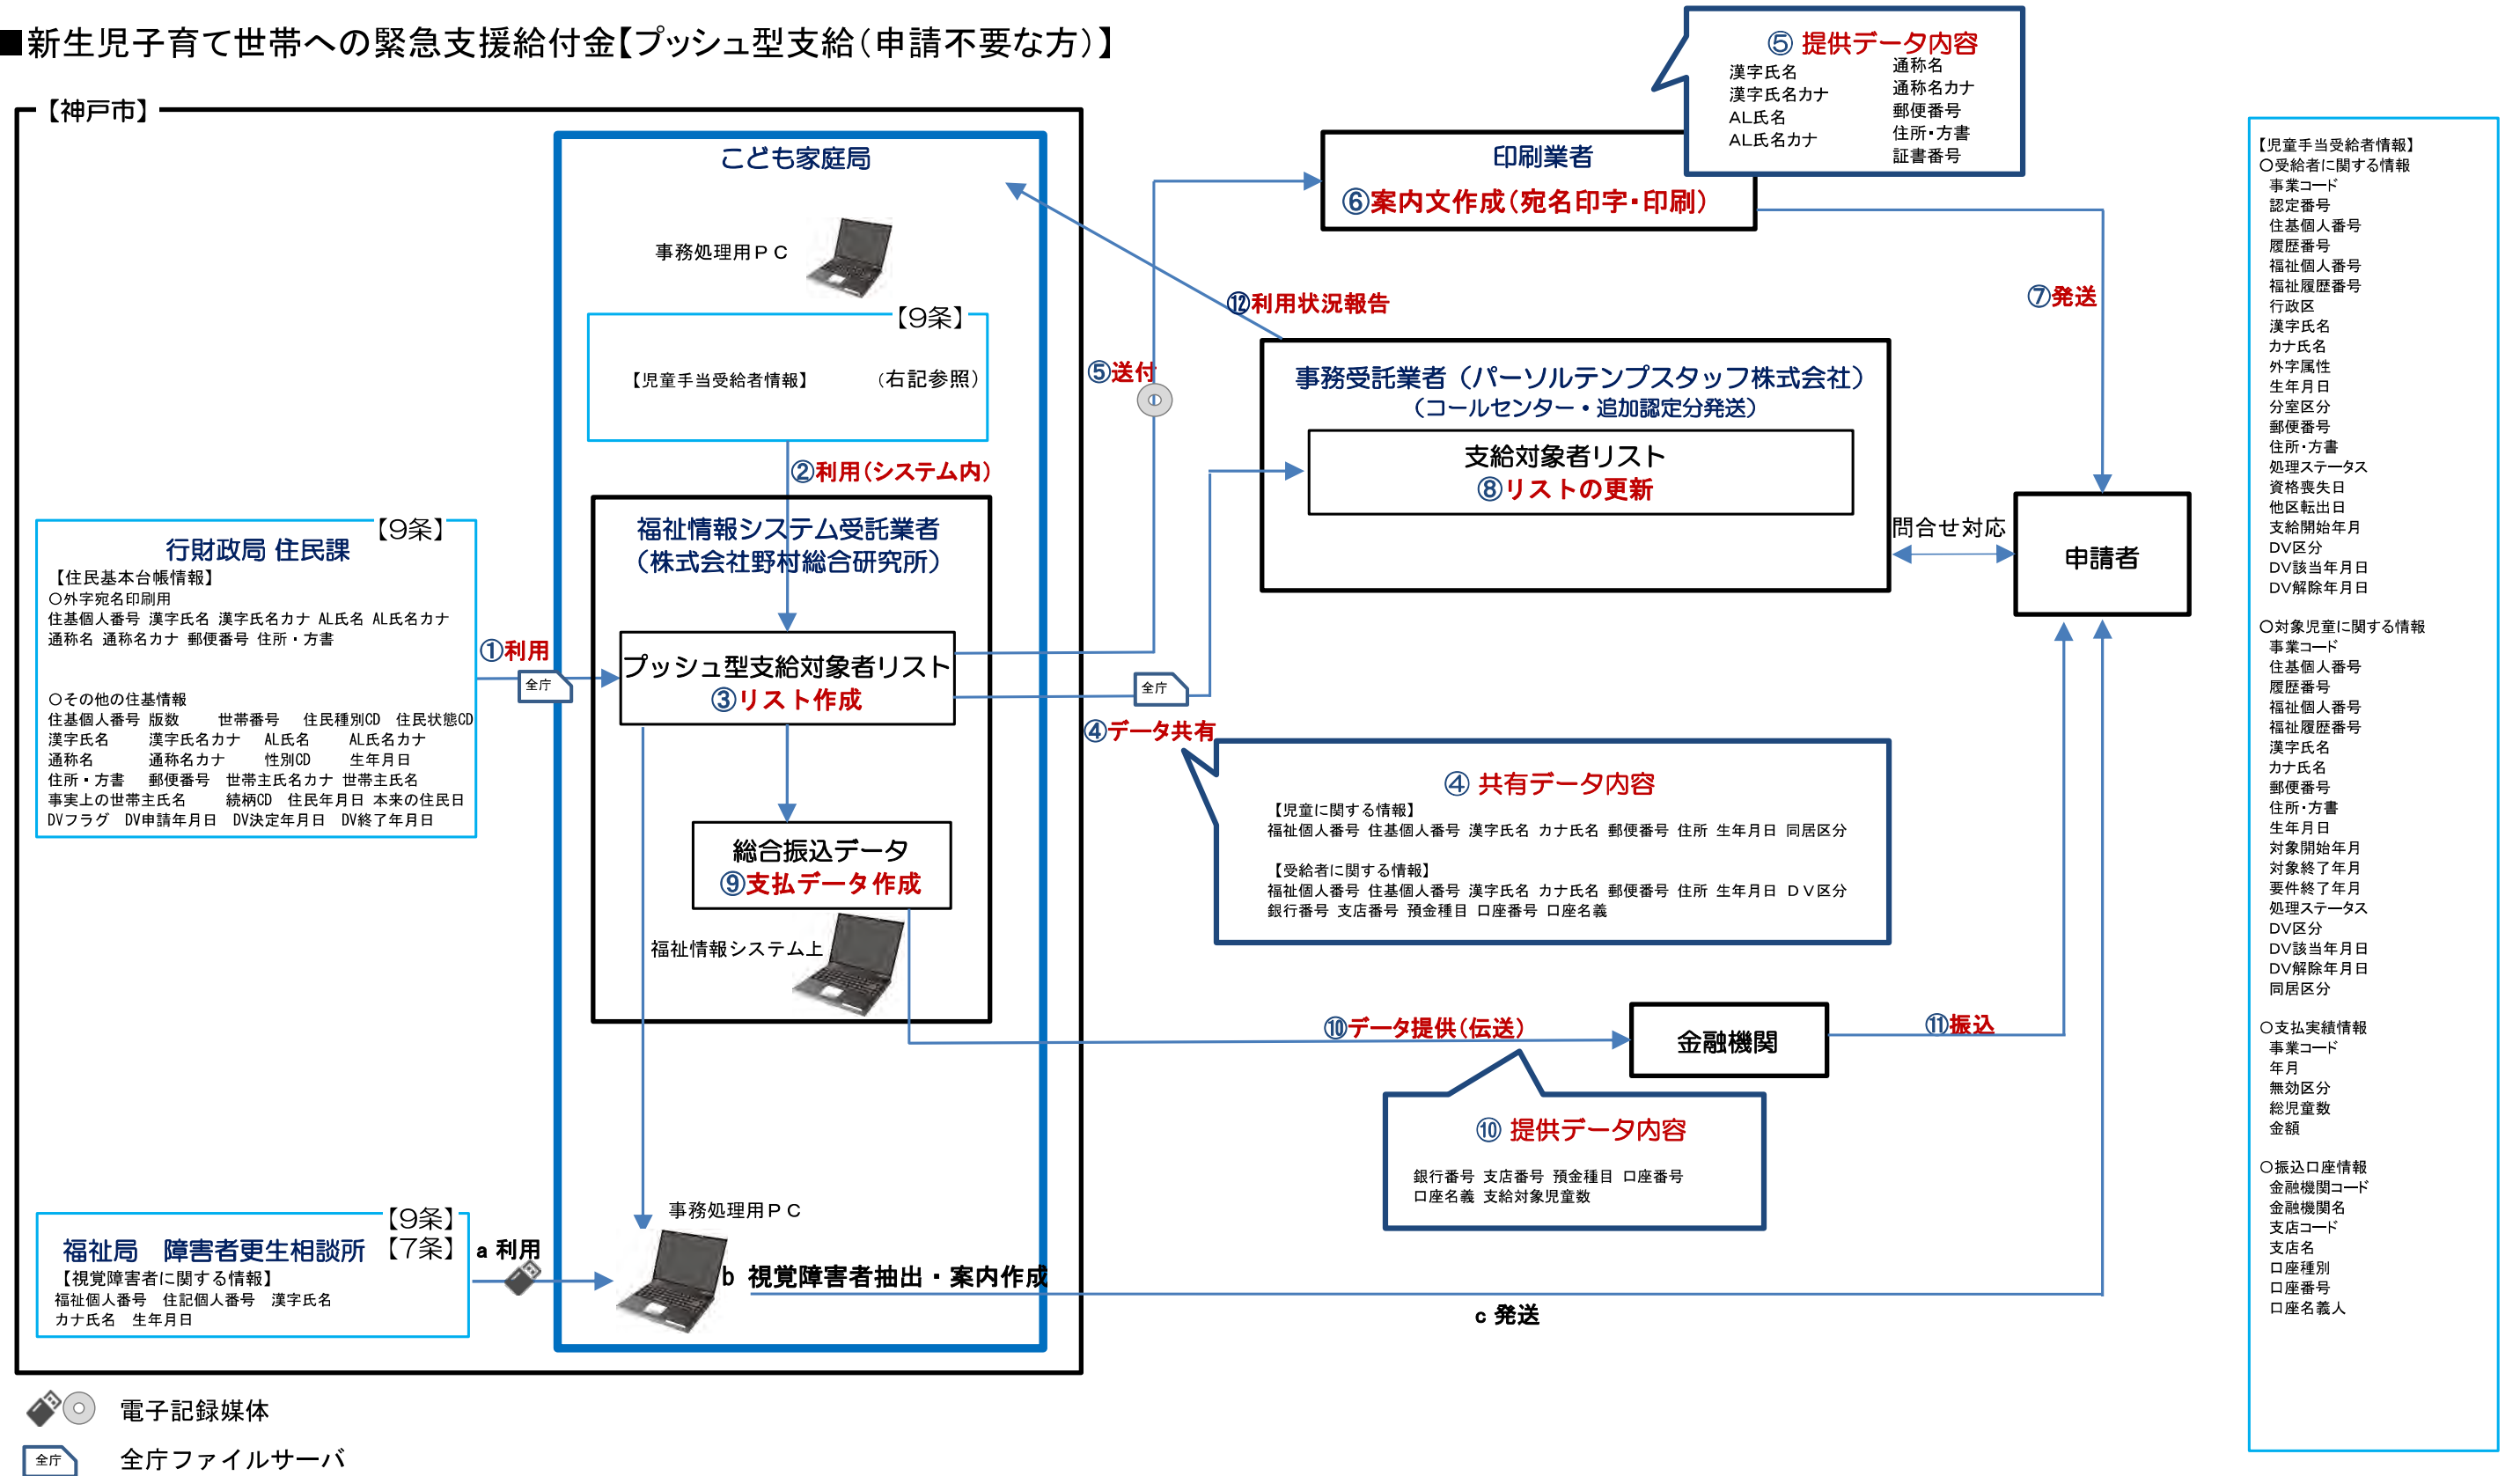 ■新生児子育て世帯への緊急支援給付金【プッシュ型支給（申請不要な方）】
【神戸市】
こども家庭局
事務処理用ＰＣ
【9条】
【児童手当受給者情報】 （右記参照）
②利用（システム内）
福祉情報システム受託業者
（株式会社野村総合研究所）
【9条】
行財政局 住民課
【住民基本台帳情報】
○外字宛名印刷用
住基個人番号 漢字氏名 漢字氏名カナ AL氏名 AL氏名カナ
通称名 通称名カナ 郵便番号 住所・方書
○その他の住基情報
住基個人番号 版数 世帯番号 住民種別CD 住民状態CD
漢字氏名 漢字氏名カナ AL氏名 AL氏名カナ
通称名 通称名カナ 性別CD 生年月日
住所・方書 郵便番号 世帯主氏名カナ 世帯主氏名
事実上の世帯主氏名 続柄CD 住民年月日 本来の住民日
DVフラグ DV申請年月日 DV決定年月日 DV終了年月日
①利用
全庁
プッシュ型支給対象者リスト
③リスト作成
総合振込データ
⑨支払データ作成
福祉情報システム上
事務処理用ＰＣ
【9条】
【7条】
福祉局 障害者更生相談所
【視覚障害者に関する情報】
福祉個人番号 住記個人番号 漢字氏名
カナ氏名 生年月日
a 利用
b 視覚障害者抽出・案内作成
c 発送
⑤送付
全庁
④データ共有
⑫利用状況報告
印刷業者
⑥案内文作成（宛名印字・印刷）
⑤ 提供データ内容
漢字氏名
漢字氏名カナ
AL氏名
AL氏名カナ
通称名
通称名カナ
郵便番号
住所・方書
証書番号
⑦発送
事務受託業者（パーソルテンプスタッフ株式会社）
（コールセンター・追加認定分発送）
支給対象者リスト
⑧リストの更新
問合せ対応
申請者
④ 共有データ内容
【児童に関する情報】
福祉個人番号 住基個人番号 漢字氏名 カナ氏名 郵便番号 住所 生年月日 同居区分
【受給者に関する情報】
福祉個人番号 住基個人番号 漢字氏名 カナ氏名 郵便番号 住所 生年月日 ＤＶ区分
銀行番号 支店番号 預金種目 口座番号 口座名義
⑩データ提供（伝送）
金融機関
⑪振込
⑩ 提供データ内容
銀行番号 支店番号 預金種目 口座番号
口座名義 支給対象児童数
【児童手当受給者情報】
○受給者に関する情報
事業コード
認定番号
住基個人番号
履歴番号
福祉個人番号
福祉履歴番号
行政区
漢字氏名
カナ氏名
外字属性
生年月日
分室区分
郵便番号
住所・方書
処理ステータス
資格喪失日
他区転出日
支給開始年月
DV区分
DV該当年月日
DV解除年月日
○対象児童に関する情報
事業コード
住基個人番号
履歴番号
福祉個人番号
福祉履歴番号
漢字氏名
カナ氏名
郵便番号
住所・方書
生年月日
対象開始年月
対象終了年月
要件終了年月
処理ステータス
DV区分
DV該当年月日
DV解除年月日
同居区分
○支払実績情報
事業コード
年月
無効区分
総児童数
金額
○振込口座情報
金融機関コード
金融機関名
支店コード
支店名
口座種別
口座番号
口座名義人
電子記録媒体
全庁 全庁ファイルサーバ